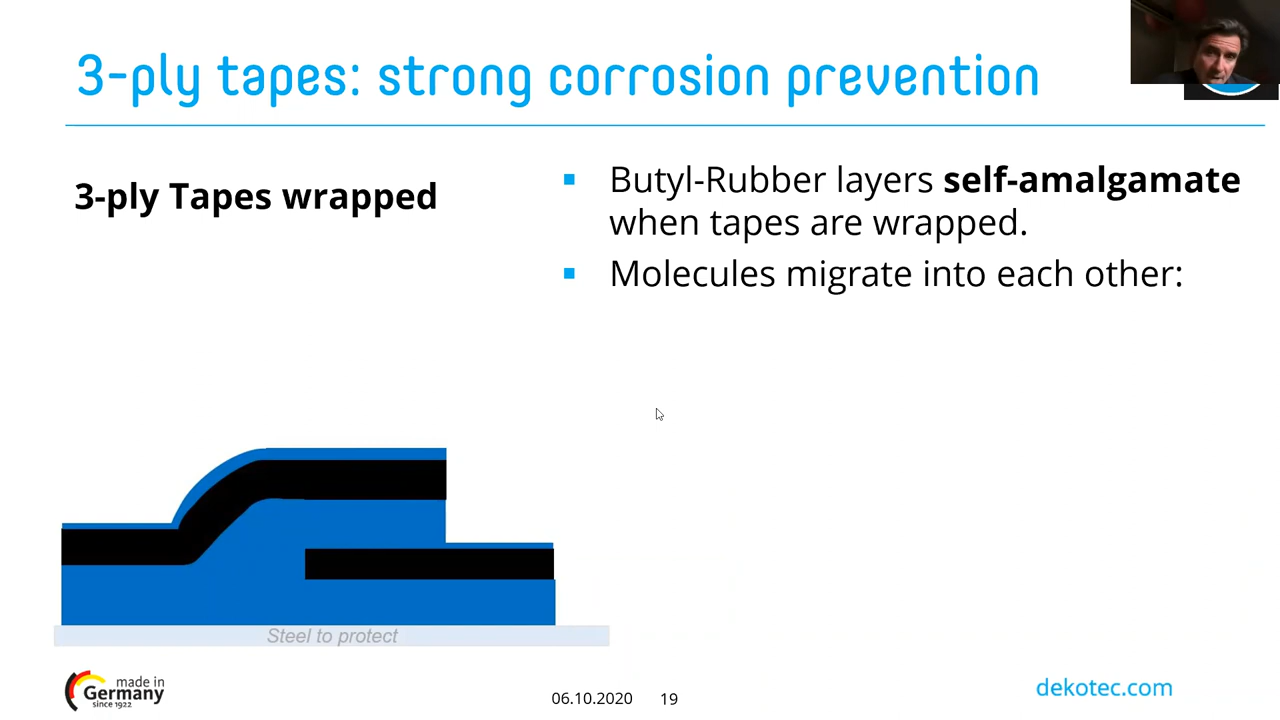 3-ply tapes: strong corrosion prevention
3-ply Tapes wrapped
Butyl-Rubber layers self-amalgamate
when tapes are wrapped.
Molecules migrate into each other:
Steel to protect
made in
Germany
since 1922
06.10.2020
19
dekotec.com